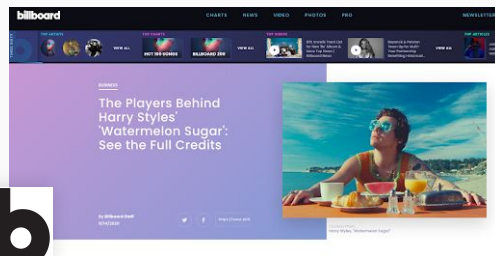 billboard
CHARTS NEWS VIDEO PHOTOS PRO NEWSLETTER
TOP ARTISTS
VIEW ALL
TOP CHARTS
HOT 100 SONGS
BILLBOARD 200
VIEW ALL
TOP VIDEOS
VIEW ALL
TOP ARTICLES
BUSINESS
The Players Behind
Harry Styles'
'Watermelon Sugar':
See the Full Credits
by Billboard Staff
Harry Styles, "Watermelon Sugar"
b